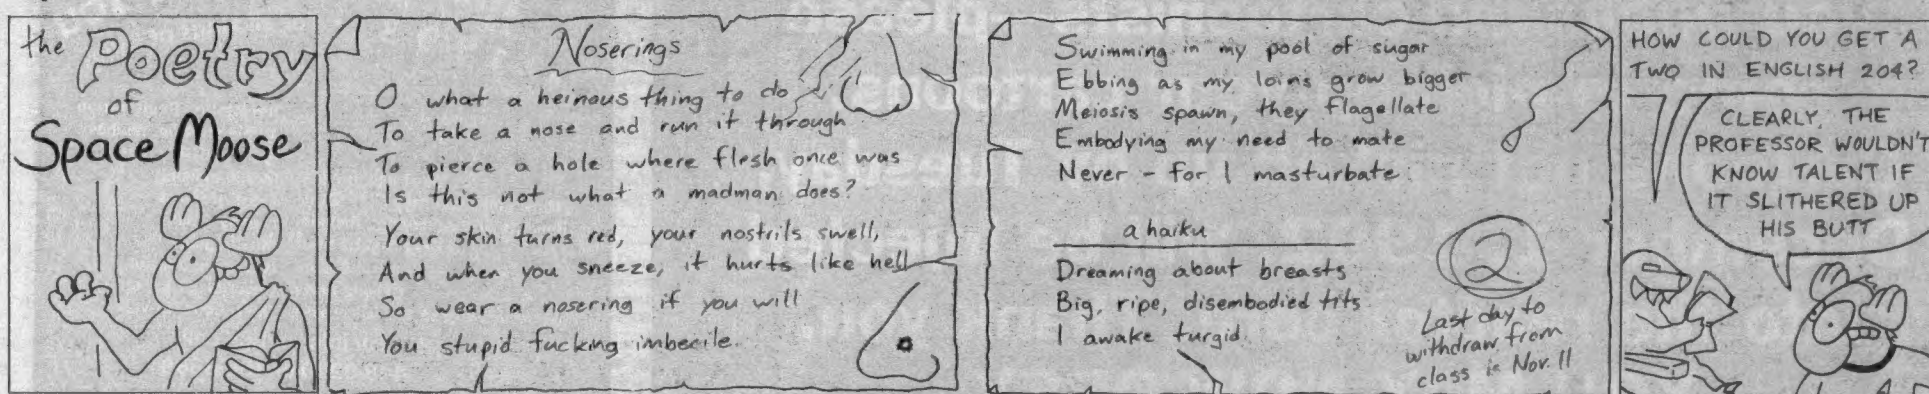 the Poetry
of
Space Moose
Noserings
O what a heinous thing to do
To take a nose and run it through
To pierce a hole where flesh once was
Is this not what a madman does?
Your skin turns red, your nostrils swell,
And when you sneeze, it hurts like hell
So wear a nosering if you will
You stupid fucking imbecile.
Swimming in my pool of sugar
Ebbing as my loins grow bigger
Meiosis spawn, they flagellate
Embodying my need to mate
Never - for I masturbate.
a haiku
Dreaming about breasts
Big, ripe, disembodied tits
I awake turgid.
2
Last day to
withdraw from
class is Nov. 11
HOW COULD YOU GET A
TWO IN ENGLISH 204?
CLEARLY, THE
PROFESSOR WOULDN'T
KNOW TALENT IF
IT SLITHERED UP
HIS BUTT